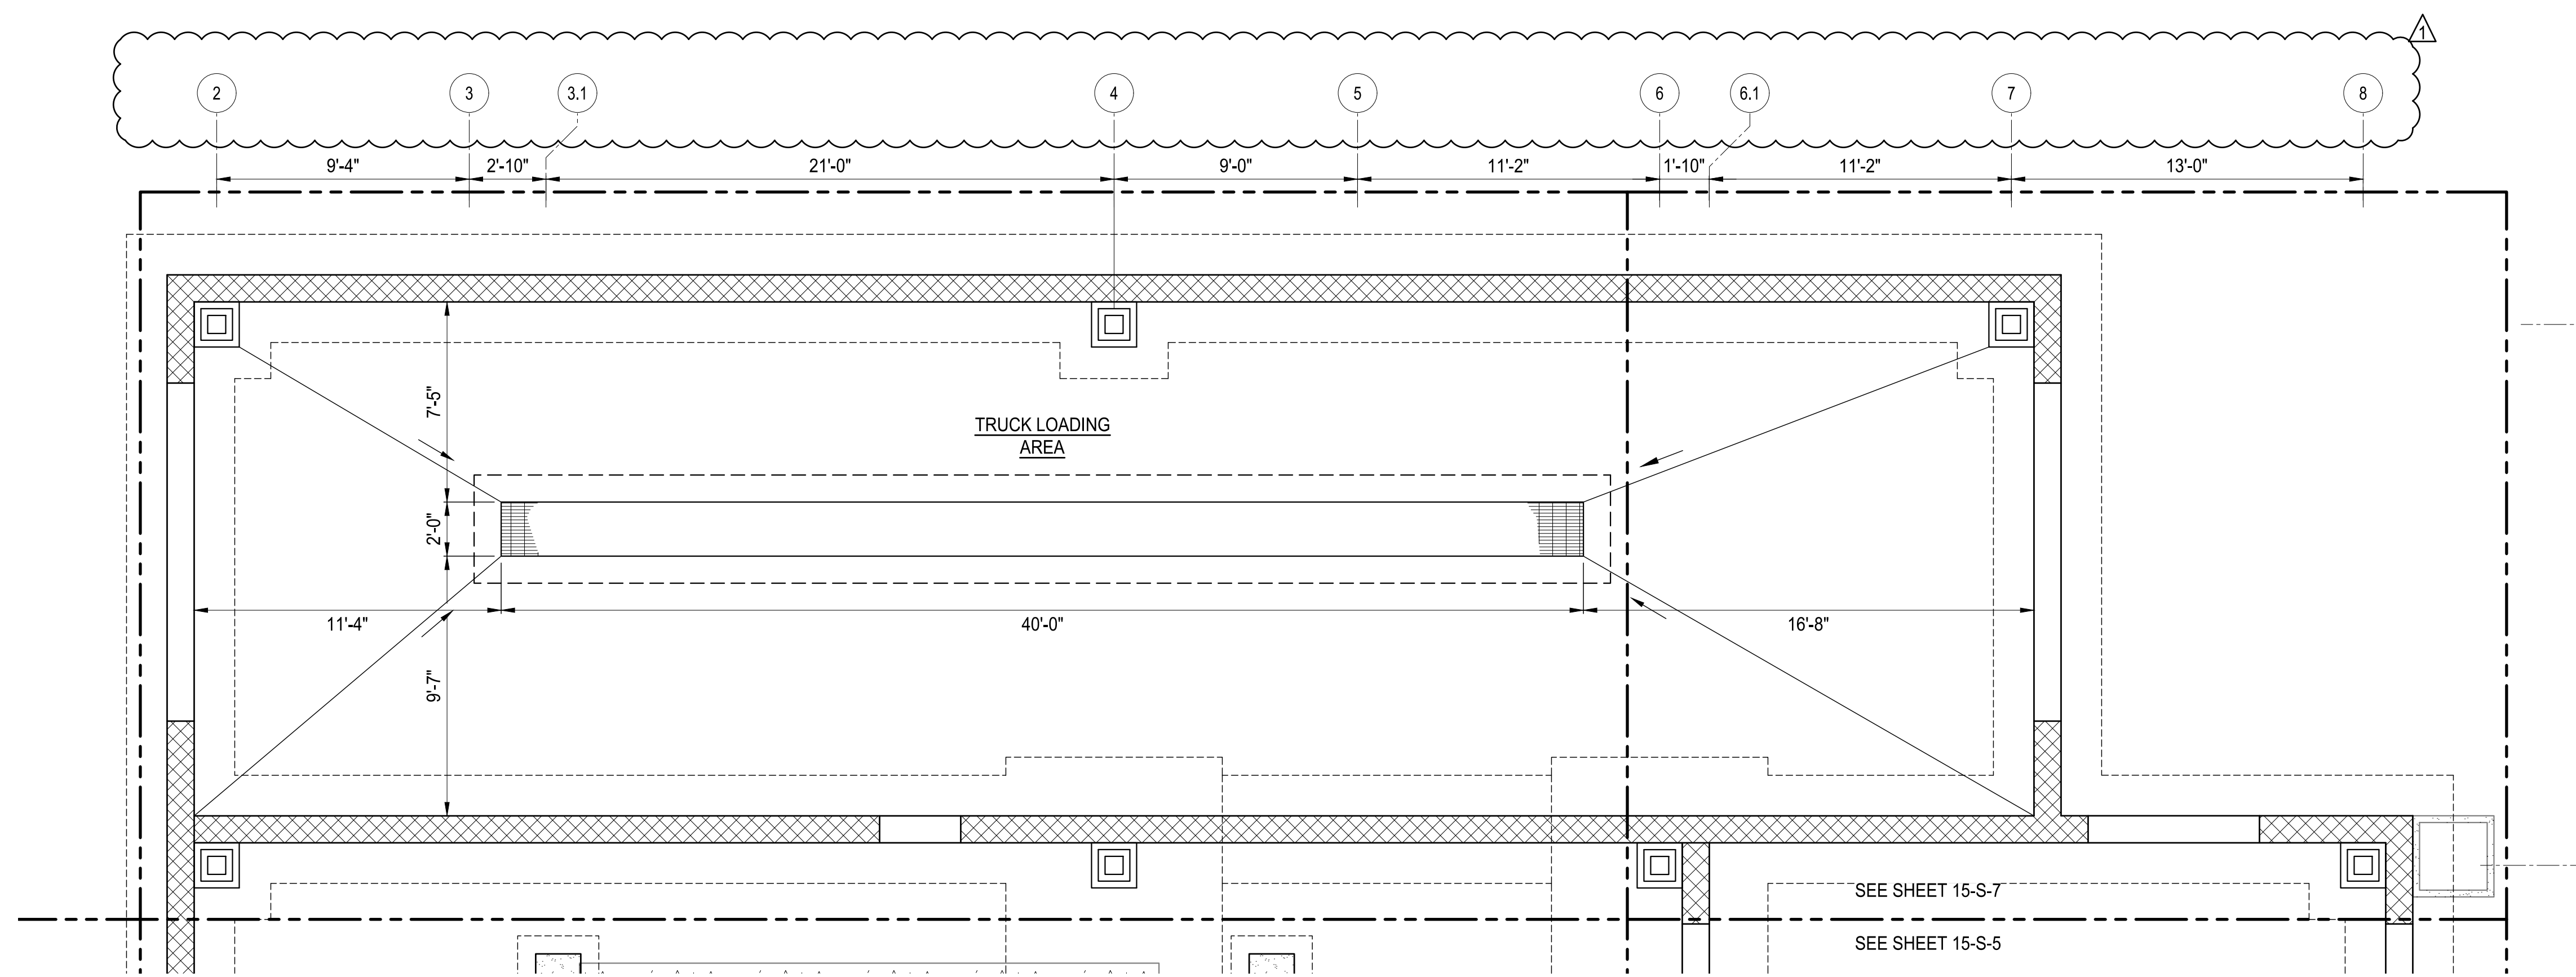 1
2 3 3.1 4 5 6 6.1 7 8
9'-4" 2'-10" 21'-0" 9'-0" 11'-2" 1'-10" 11'-2" 13'-0"
7'-5"
TRUCK LOADING
AREA
2'-0"
11'-4" 40'-0" 16'-8"
9'-7"
SEE SHEET 15-S-7
SEE SHEET 15-S-5